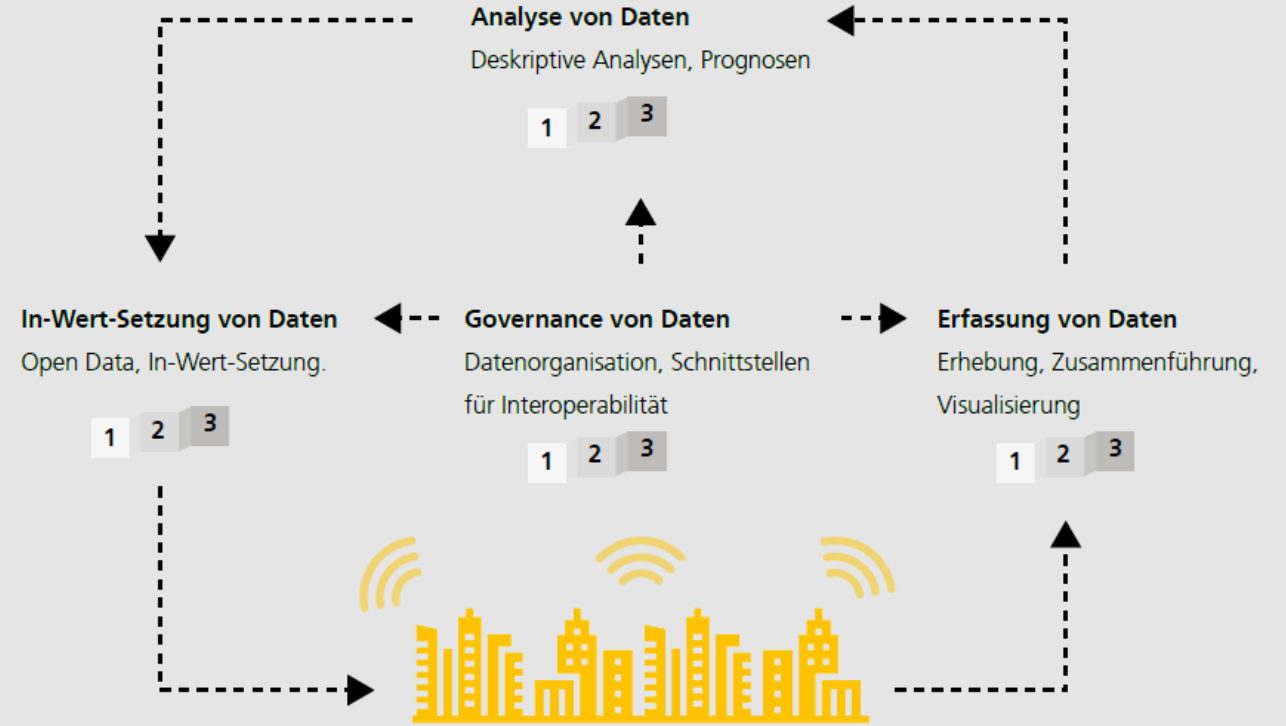 Analyse von Daten
Deskriptive Analysen, Prognosen
1 2 3
In-Wert-Setzung von Daten
Open Data, In-Wert-Setzung.
1 2 3
Governance von Daten
Datenorganisation, Schnittstellen
für Interoperabilität
1 2 3
Erfassung von Daten
Erhebung, Zusammenführung,
Visualisierung
1 2 3